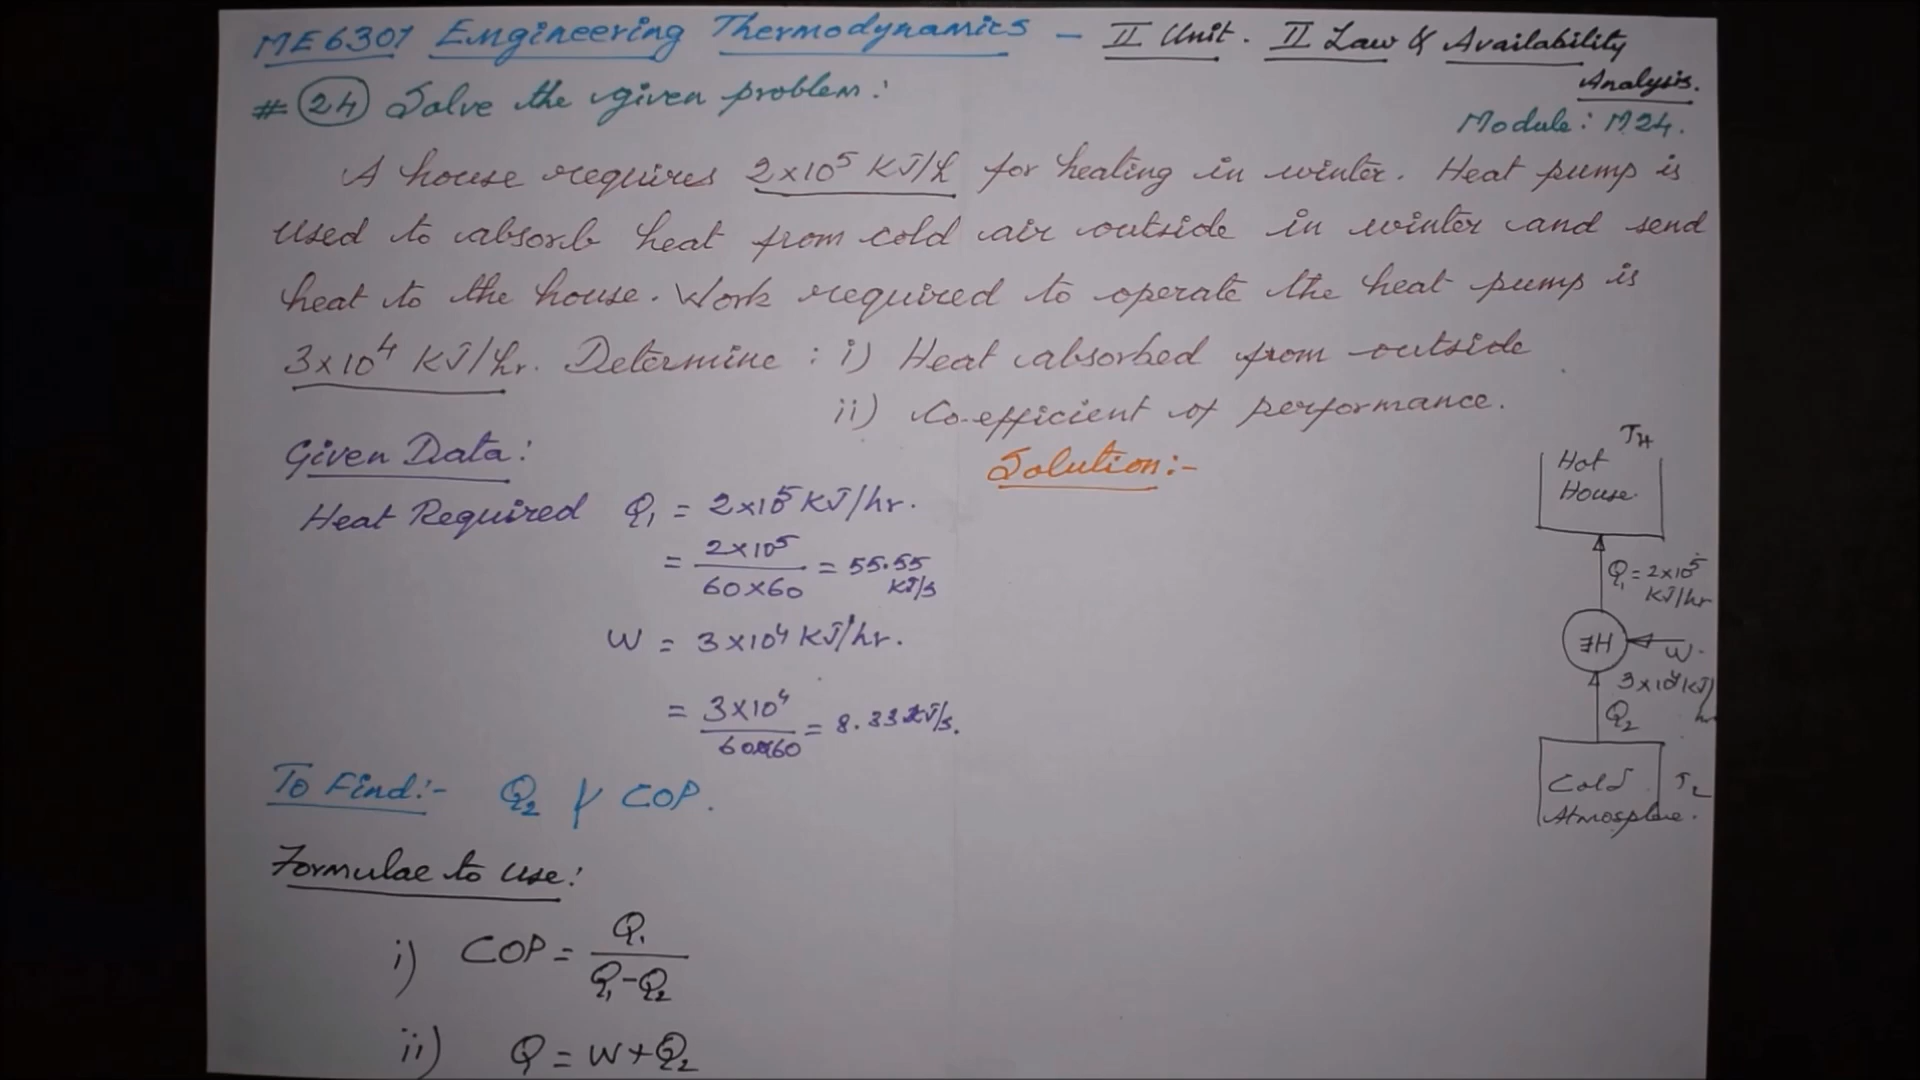 ME6301 Engineering Thermodynamics - II Unit. II Law & Availability
Analysis.
# 24 Solve the given problem:
Module: M24.
A house requires 2×10⁵ KJ/h for heating in winter. Heat pump is
used to absorb heat from cold air outside in winter and send
heat to the house. Work required to operate the heat pump is
3×10⁴ KJ/hr. Determine : i) Heat absorbed from outside
ii) Co-efficient of performance.
Given Data:
Heat Required Q₁ = 2×10⁵ KJ/hr.
= 2×10⁵ / 60×60 = 55.55 KJ/s
W = 3×10⁴ KJ/hr.
= 3×10⁴ / 60×60 = 8.33 KJ/s.
To Find:- Q₂ & COP.
Formulae to use:
i) COP = Q₁ / Q₁-Q₂
ii) Q = W+Q₂
Solution:-
TH
Hot
House.
Q₁ = 2×10⁵
KJ/hr
W.
3×10⁴ KJ/
hr
Q₂
Cold
Atmosphere.